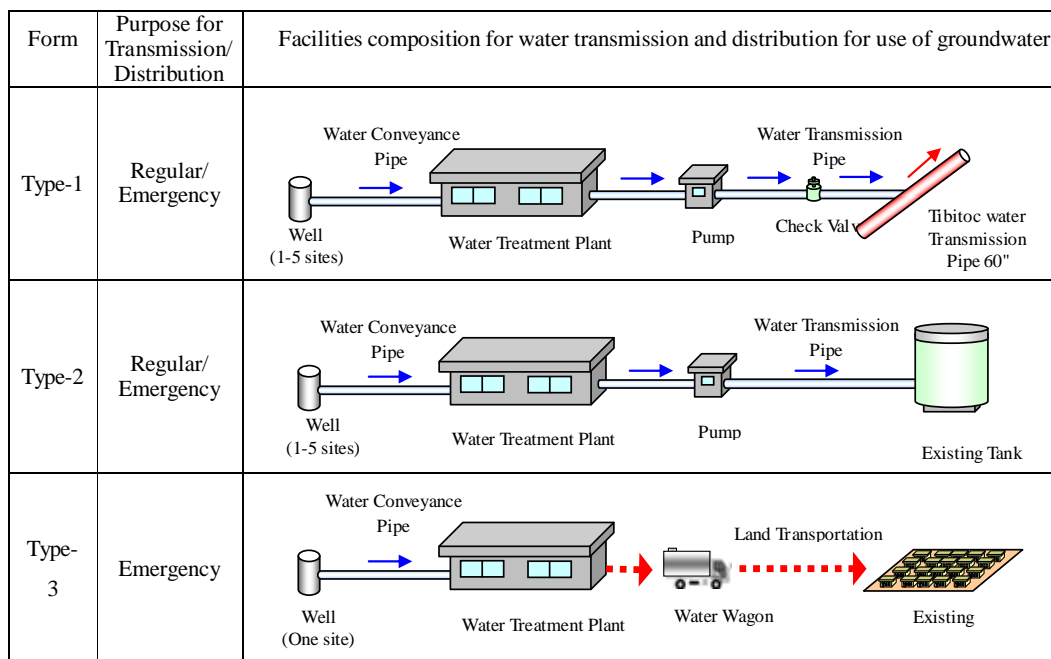 Form
Purpose for
Transmission/
Distribution
Facilities composition for water transmission and distribution for use of groundwater
Type-1
Regular/
Emergency
Water Conveyance
Pipe
Well
(1-5 sites)
Water Treatment Plant
Pump
Water Transmission
Pipe
Check Valv
Tibitoc water
Transmission
Pipe 60"
Type-2
Regular/
Emergency
Water Conveyance
Pipe
Well
(1-5 sites)
Water Treatment Plant
Pump
Water Transmission
Pipe
Existing Tank
Type-
3
Emergency
Water Conveyance
Pipe
Well
(One site)
Water Treatment Plant
Water Wagon
Land Transportation
Existing